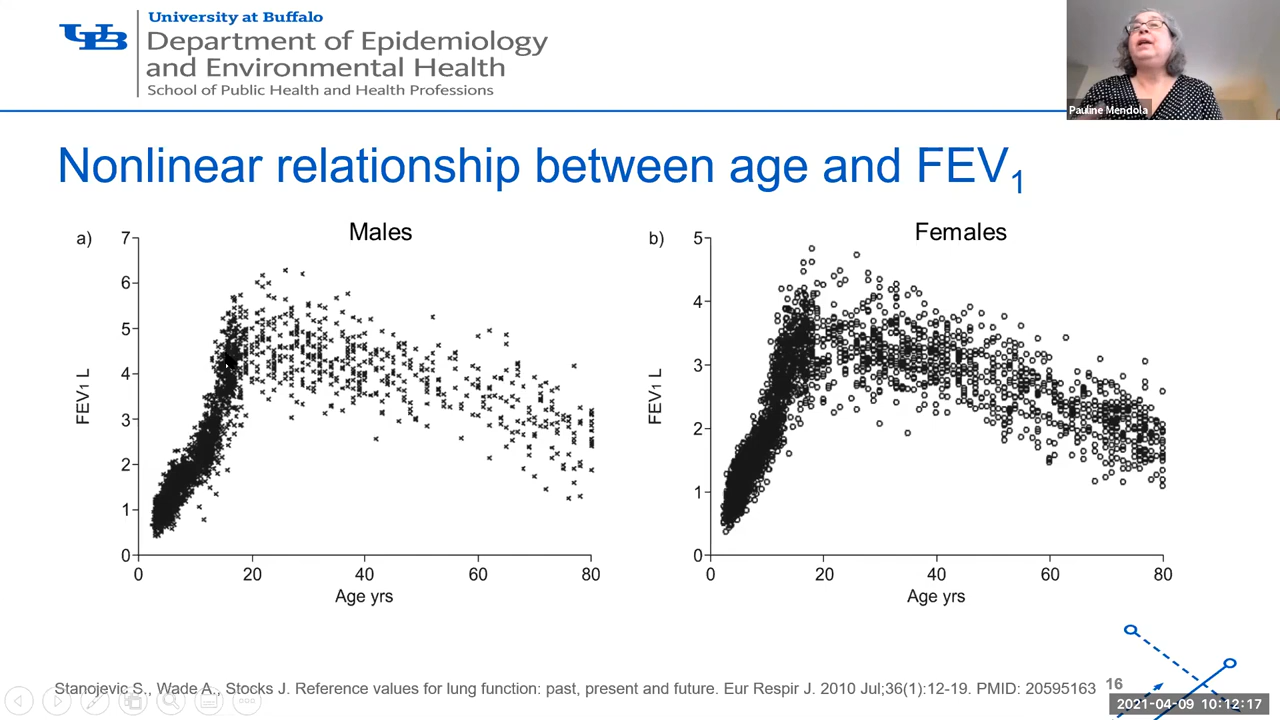 University at Buffalo
UB
Department of Epidemiology
and Environmental Health
School of Public Health and Health Professions
Pauline Mendola
Nonlinear relationship between age and FEV₁
a)
Males
7
6
5
4
3
2
1
0
FEV₁ L
0 20 40 60 80
Age yrs
b)
Females
5
4
3
2
1
0
FEV₁ L
0 20 40 60 80
Age yrs
Stanojevic S., Wade A., Stocks J. Reference values for lung function: past, present and future. Eur Respir J. 2010 Jul;36(1):12-19. PMID: 20595163
16
2021-04-09 10:12:17